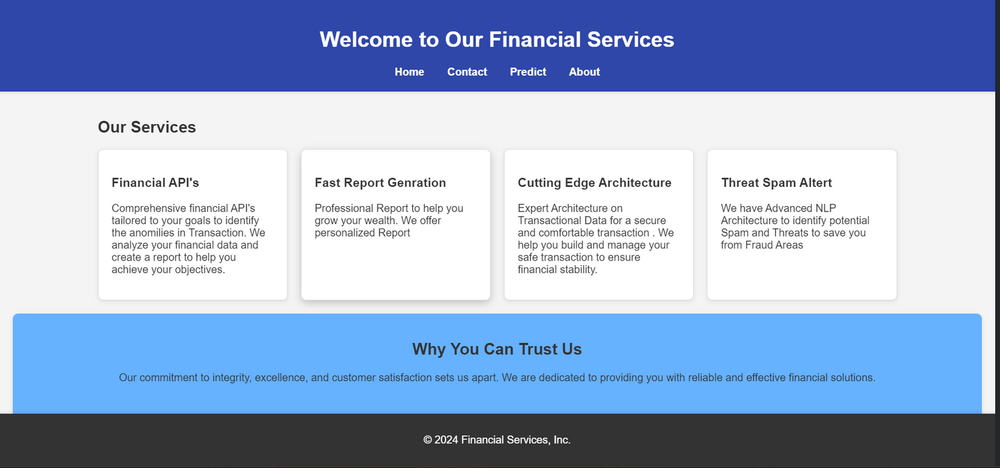 Welcome to Our Financial Services
Home Contact Predict About
Our Services
Financial API's
Comprehensive financial API's
tailored to your goals to identify
the anomilies in Transaction. We
analyze your financial data and
create a report to help you
achieve your objectives.
Fast Report Genration
Professional Report to help you
grow your wealth. We offer
personalized Report
Cutting Edge Architecture
Expert Architecture on
Transactional Data for a secure
and comfortable transaction . We
help you build and manage your
safe transaction to ensure
financial stability.
Threat Spam Altert
We have Advanced NLP
Architecture to identify potential
Spam and Threats to save you
from Fraud Areas
Why You Can Trust Us
Our commitment to integrity, excellence, and customer satisfaction sets us apart. We are dedicated to providing you with reliable and effective financial solutions.
© 2024 Financial Services, Inc.